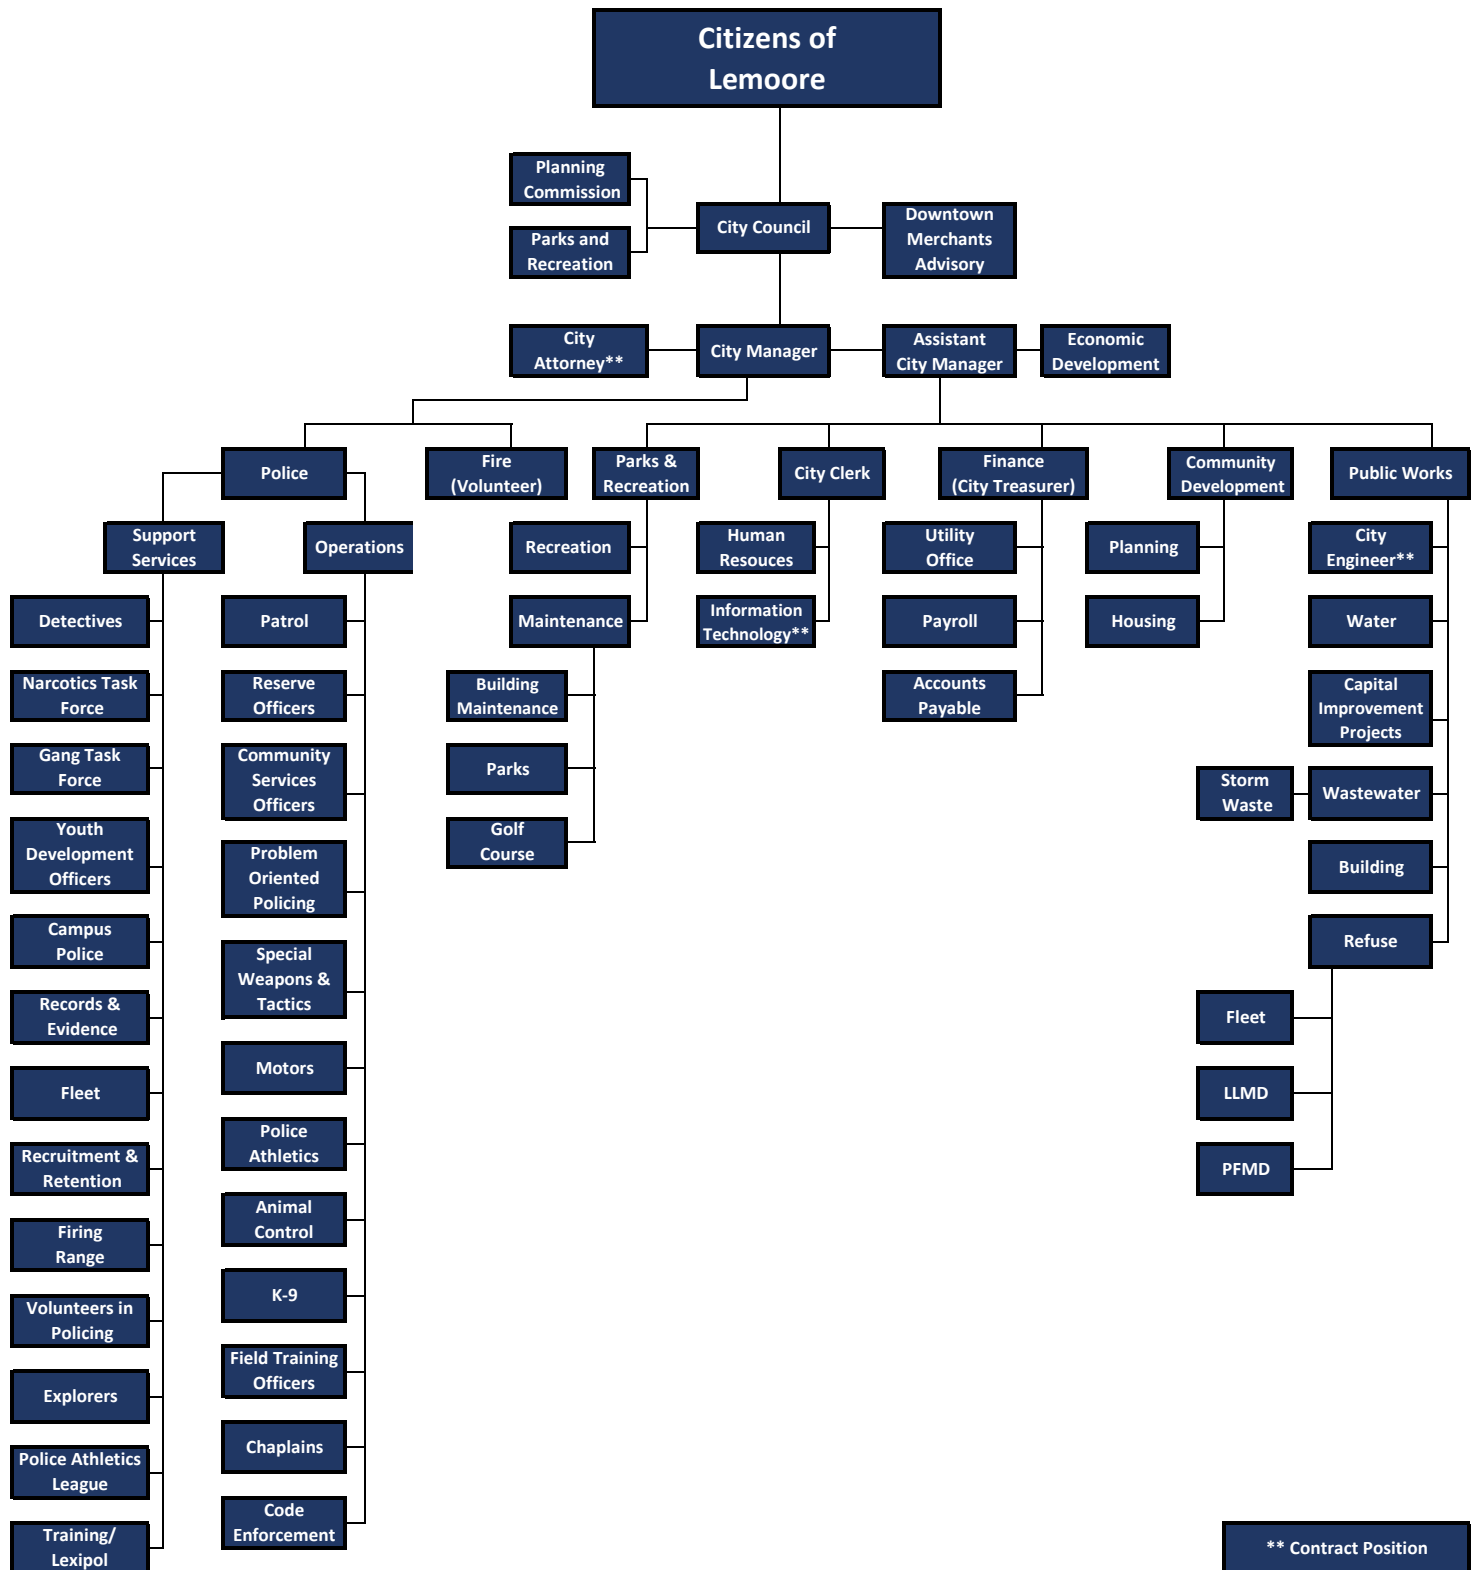 Citizens of
Lemoore
Planning
Commission
Parks and
Recreation
City Council
Downtown
Merchants
Advisory
City
Attorney**
City Manager
Assistant
City Manager
Economic
Development
Police
Fire
(Volunteer)
Parks &
Recreation
City Clerk
Finance
(City Treasurer)
Community
Development
Public Works
Support
Services
Operations
Recreation
Human
Resouces
Utility
Office
Planning
City
Engineer**
Detectives
Patrol
Maintenance
Information
Technology**
Payroll
Housing
Water
Narcotics Task
Force
Reserve
Officers
Building
Maintenance
Accounts
Payable
Capital
Improvement
Projects
Gang Task
Force
Community
Services
Officers
Parks
Storm
Waste
Wastewater
Youth
Development
Officers
Problem
Oriented
Policing
Golf
Course
Building
Campus
Police
Special
Weapons &
Tactics
Refuse
Records &
Evidence
Motors
Fleet
Fleet
Police
Athletics
LLMD
Recruitment &
Retention
Animal
Control
PFMD
Firing
Range
K-9
Volunteers in
Policing
Field Training
Officers
Explorers
Chaplains
Police Athletics
League
Code
Enforcement
Training/
Lexipol
** Contract Position